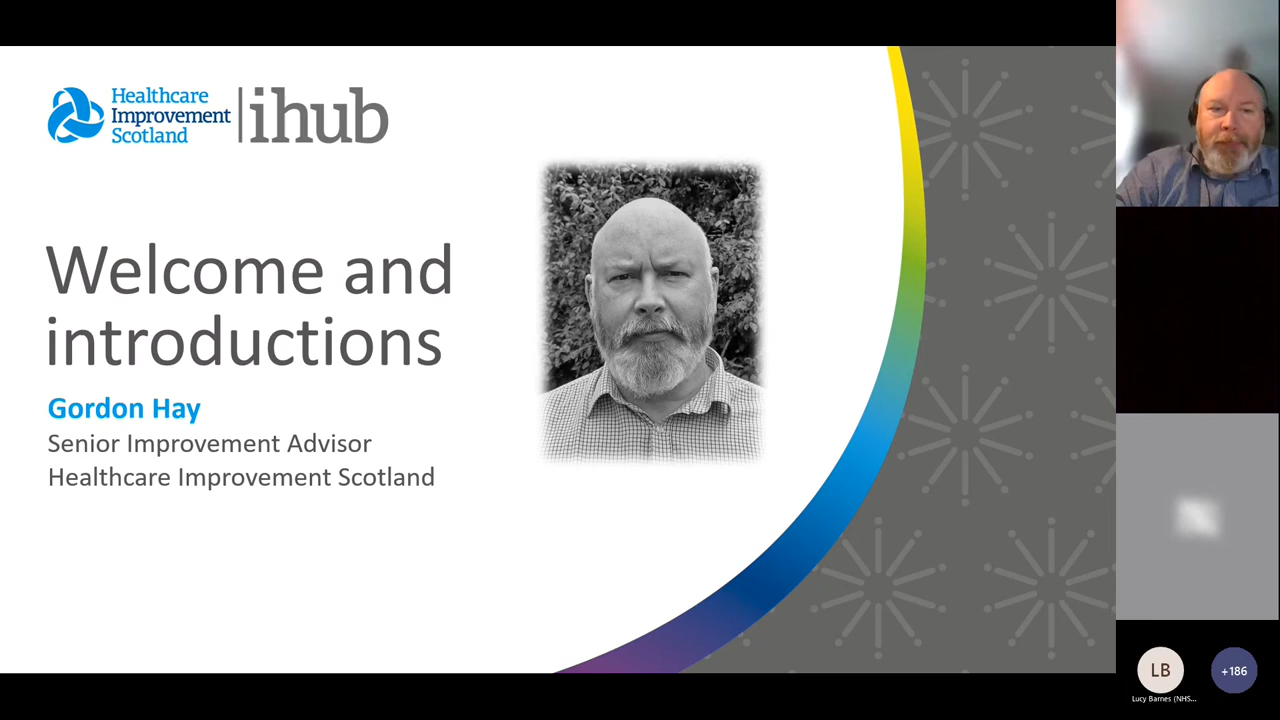 Healthcare
Improvement
Scotland
ihub
Welcome and
introductions
Gordon Hay
Senior Improvement Advisor
Healthcare Improvement Scotland
LB
+186
Lucy Barnes (NHS...